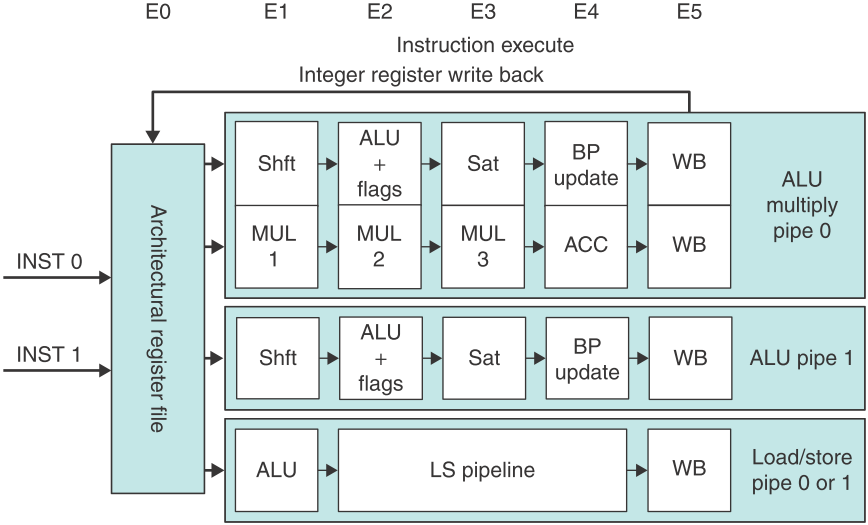 E0 E1 E2 E3 E4 E5
Instruction execute
Integer register write back
Architectural register file
INST 0
INST 1
Shft
ALU
+
flags
Sat
BP
update
WB
MUL
1
MUL
2
MUL
3
ACC
WB
ALU
multiply
pipe 0
Shft
ALU
+
flags
Sat
BP
update
WB
ALU pipe 1
ALU
LS pipeline
WB
Load/store
pipe 0 or 1